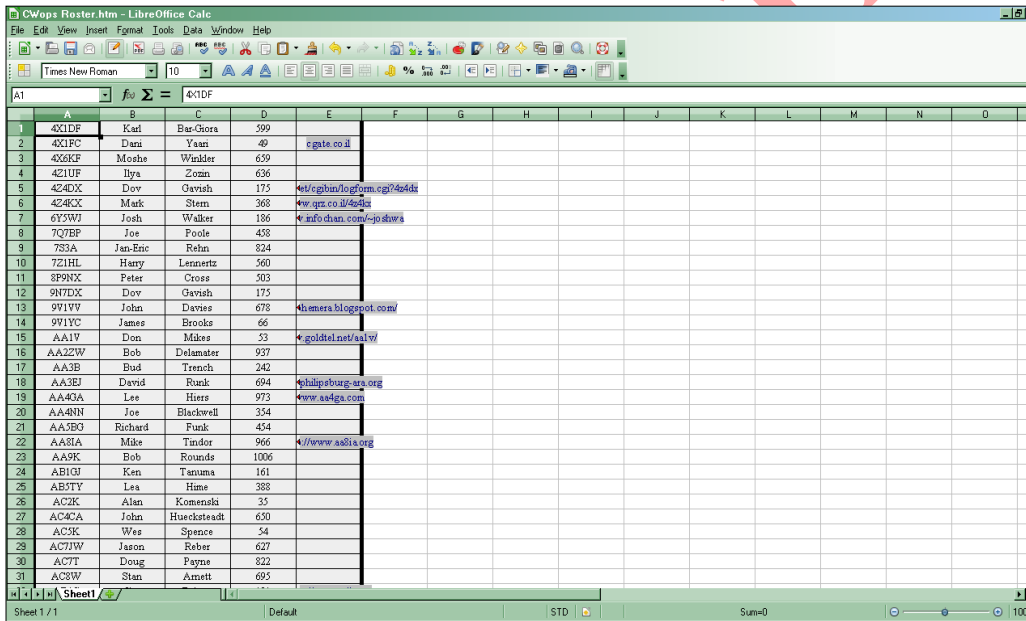 CWops Roster.htm - LibreOffice Calc
File Edit View Insert Format Tools Data Window Help
Times New Roman 10
A1 4X1DF
A B C D E F G H I J K L M N O
1 4X1DF Karl Bar-Giora 599
2 4X1FC Dani Yaari 49 cgate.co.il
3 4X6KF Moshe Winkler 659
4 4Z1UF Ilya Zozin 636
5 4Z4DX Dov Gavish 175 et/cgibin/logform.cgi?4z4dx
6 4Z4KX Mark Stern 368 w.qrz.co.il/4z4kx
7 6Y5WJ Josh Walker 186 .infochan.com/~joshwa
8 7Q7BP Joe Poole 458
9 7S3A Jan-Eric Rehn 824
10 7Z1HL Harry Lennertz 560
11 8P9NX Peter Cross 503
12 9N7DX Dov Gavish 175
13 9V1VV John Davies 678 hemera.blogspot.com/
14 9V1YC James Brooks 66
15 AA1V Don Mikes 53 .goldtel.net/aa1v/
16 AA2ZW Bob Delamater 937
17 AA3B Bud Trench 242
18 AA3EJ David Runk 694 philipsburg-ara.org
19 AA4GA Lee Hiers 973 ww.aa4ga.com
20 AA4NN Joe Blackwell 354
21 AA5BG Richard Funk 454
22 AA8IA Mike Tindor 966 ://www.aa8ia.org
23 AA9K Bob Rounds 1006
24 AB1GJ Ken Tanuma 161
25 AB5TY Lea Hime 388
26 AC2K Alan Komenski 35
27 AC4CA John Huecksteadt 650
28 AC5K Wes Spence 54
29 AC7JW Jason Reber 627
30 AC7T Doug Payne 822
31 AC8W Stan Arnett 695
Sheet1
Sheet 1 / 1 Default STD Sum=0 100